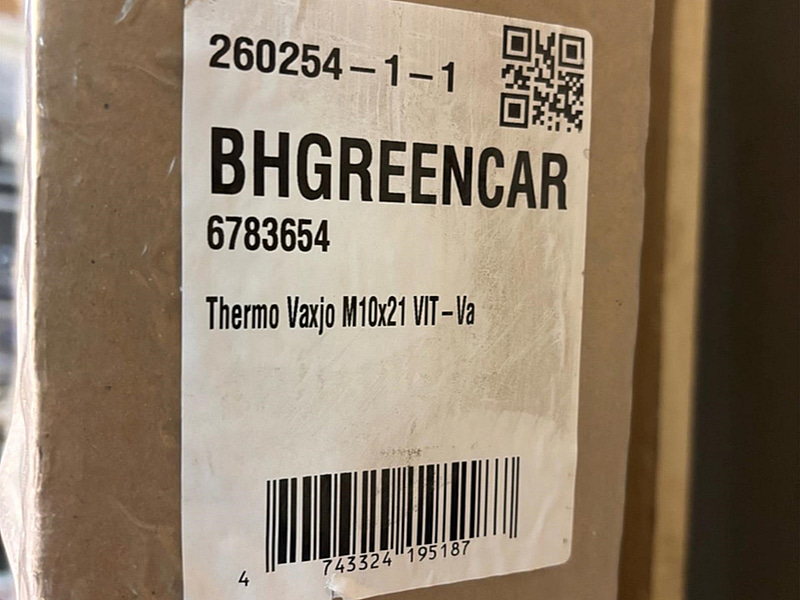 260254-1-1
BHGREENCAR
6783654
Thermo Vaxjo M10x21 VIT-Va
4 743324 195187